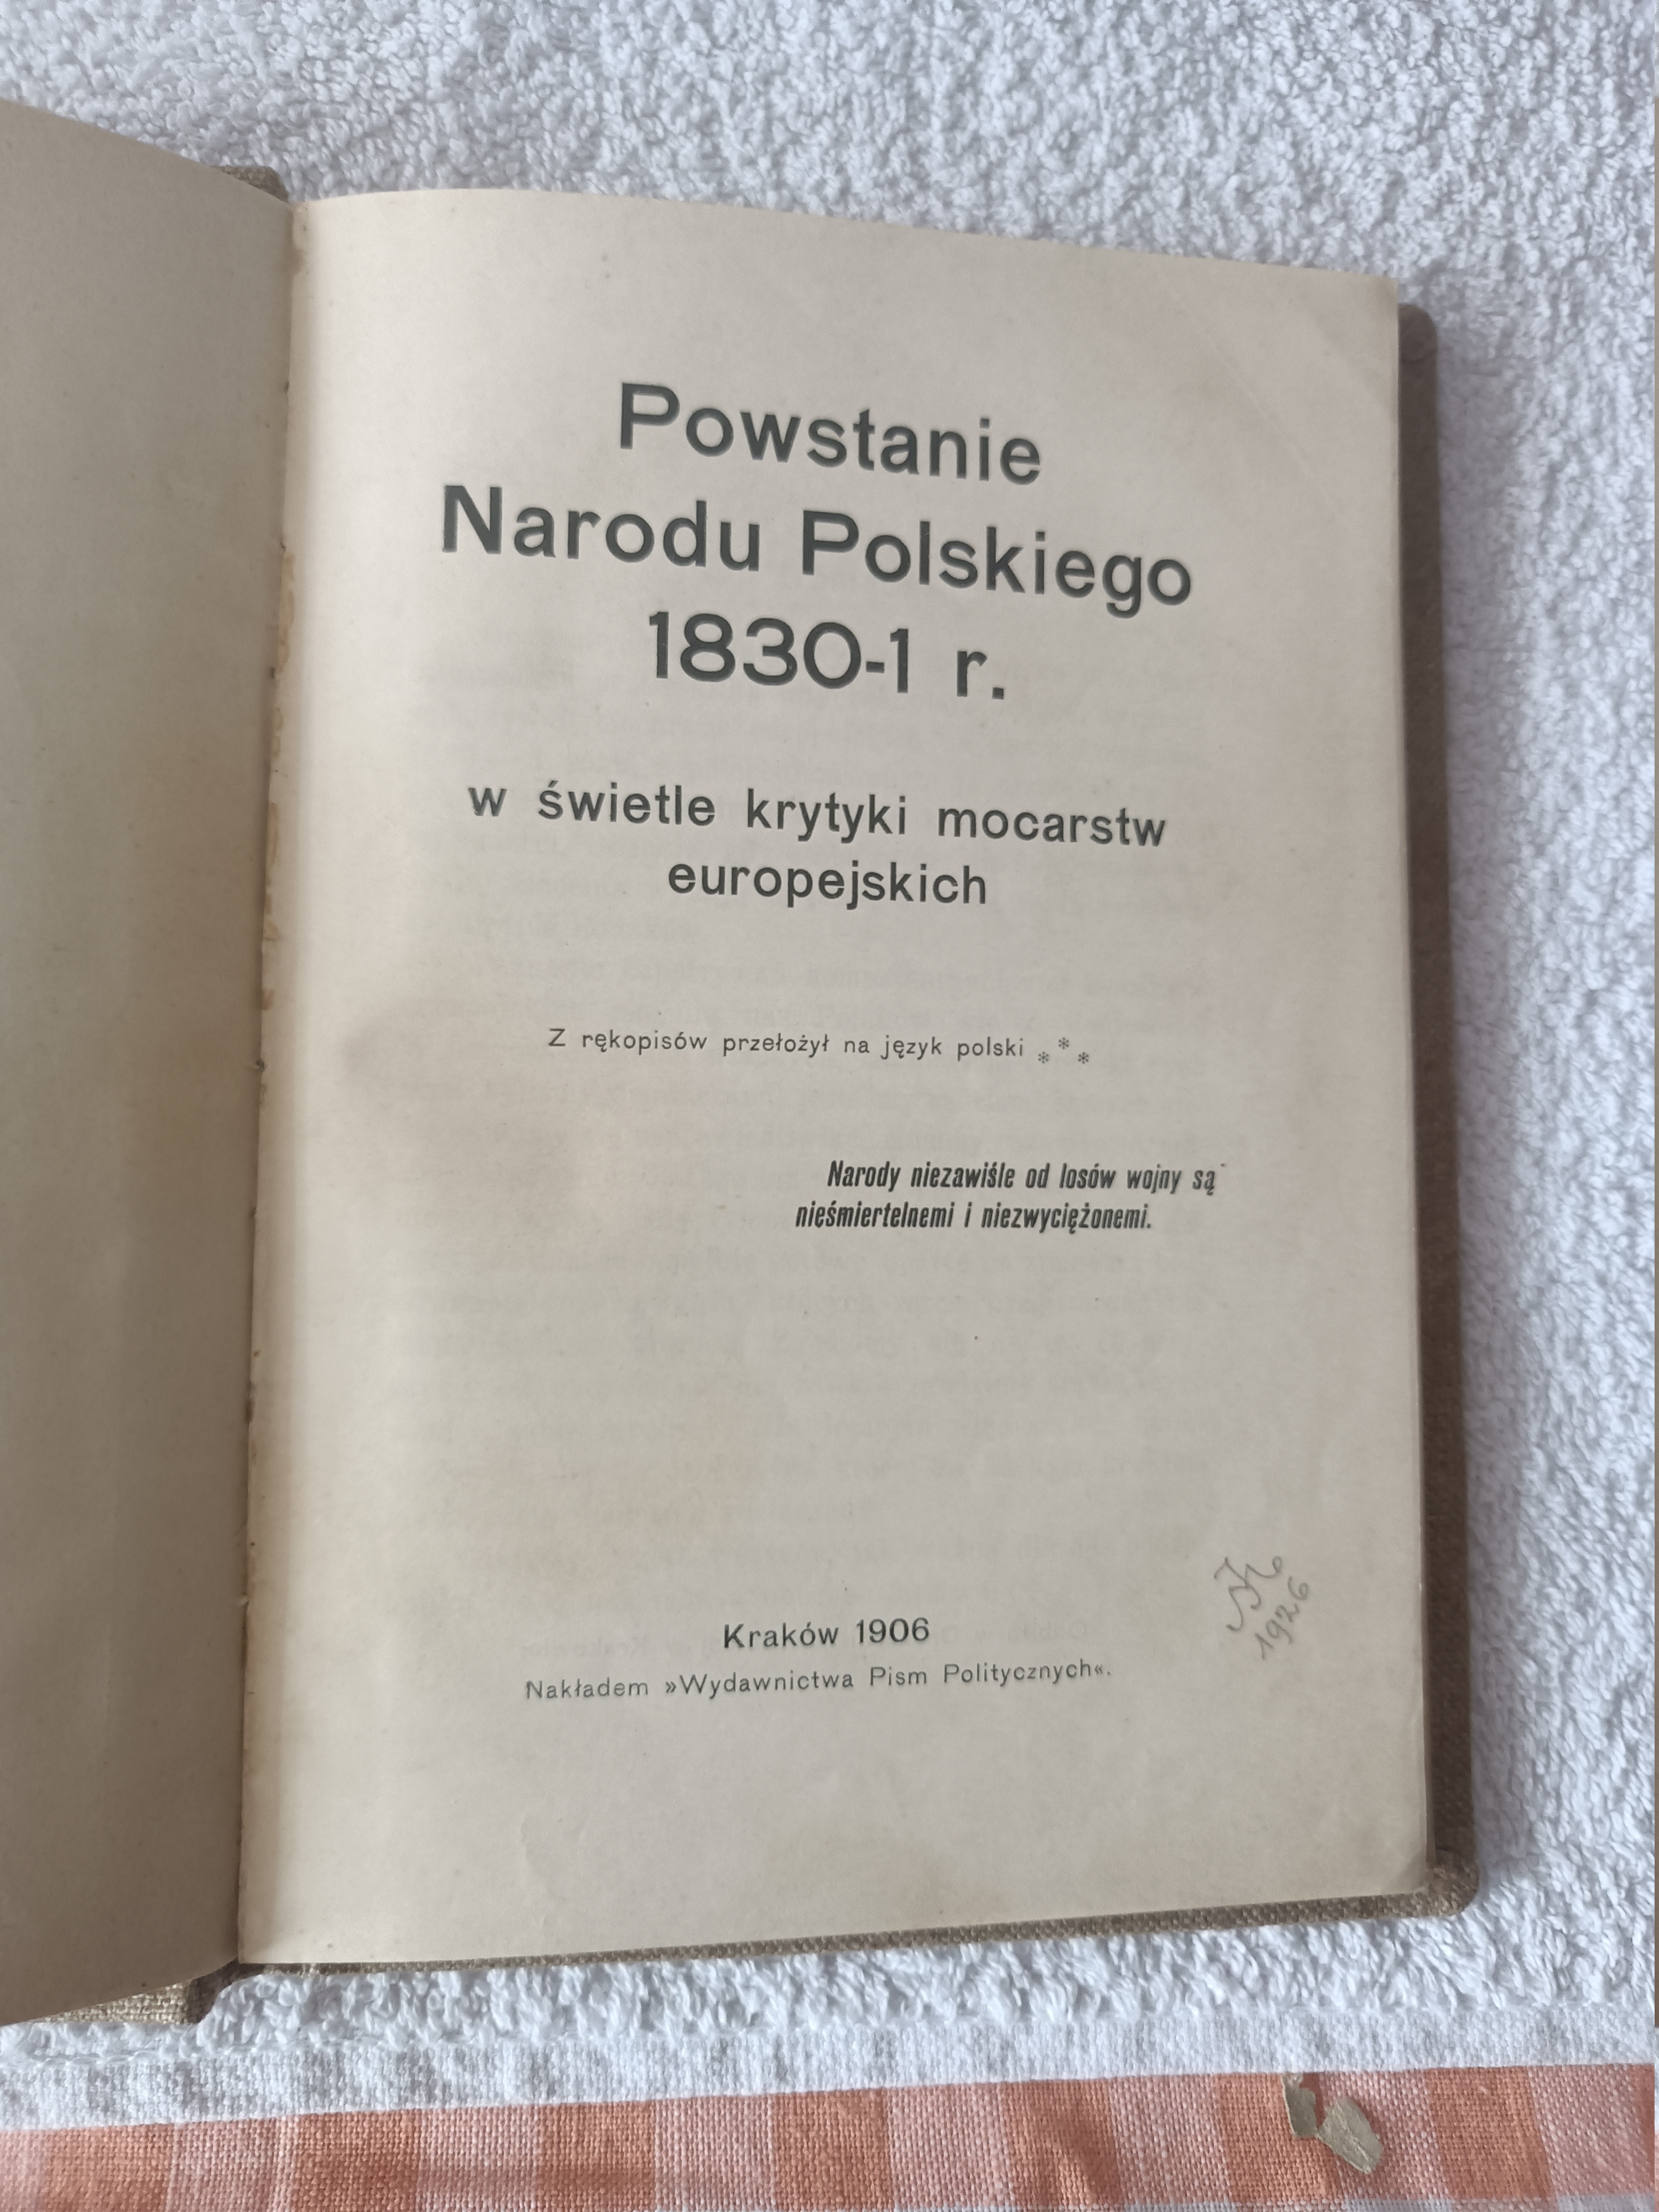 Powstanie
Narodu Polskiego
1830-1 r.
w świetle krytyki mocarstw
europejskich
Z rękopisów przełożył na język polski ***
Narody niezawiśle od losów wojny są
nieśmiertelnemi i niezwyciężonemi.
Kraków 1906
Nakładem »Wydawnictwa Pism Politycznych«.
1926